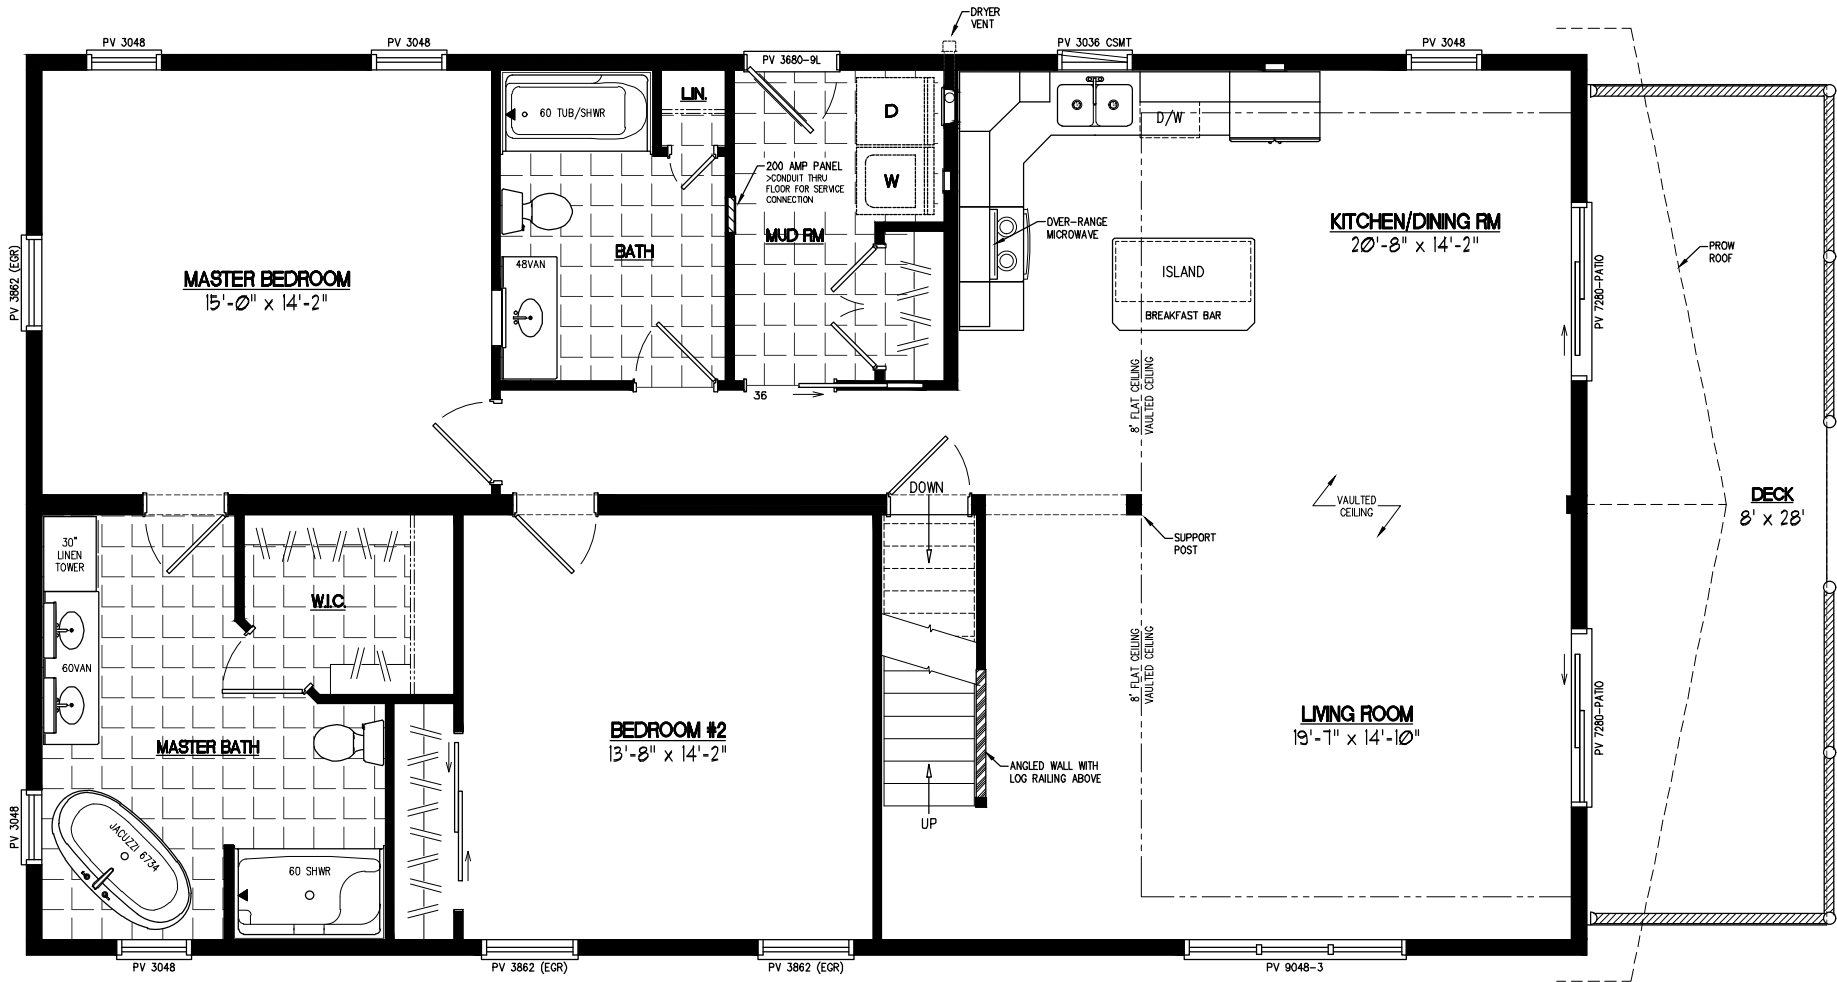 DRYER
VENT
PV 3048
PV 3048
PV 3680-9L
PV 3036 CSMT
PV 3048
LIN.
60 TUB/SHWR
D
D/W
200 AMP PANEL
>CONDUIT THRU
FLOOR FOR SERVICE
CONNECTION
W
MUD RM
OVER-RANGE
MICROWAVE
KITCHEN/DINING RM
20'-8" x 14'-2"
BATH
48VAN
PROW
ROOF
MASTER BEDROOM
15'-0" x 14'-2"
PV 3862 (EGR)
ISLAND
BREAKFAST BAR
PV 7280-PATIO
36
8' FLAT CEILING
VAULTED CEILING
DOWN
VAULTED
CEILING
DECK
8' x 28'
30"
LINEN
TOWER
SUPPORT
POST
W.I.C.
60VAN
8' FLAT CEILING
VAULTED CEILING
MASTER BATH
BEDROOM #2
13'-8" x 14'-2"
LIVING ROOM
19'-7" x 14'-10"
PV 7280-PATIO
ANGLED WALL WITH
LOG RAILING ABOVE
UP
PV 3048
JACUZZI 6734
60 SHWR
PV 3048
PV 3862 (EGR)
PV 3862 (EGR)
PV 9048-3